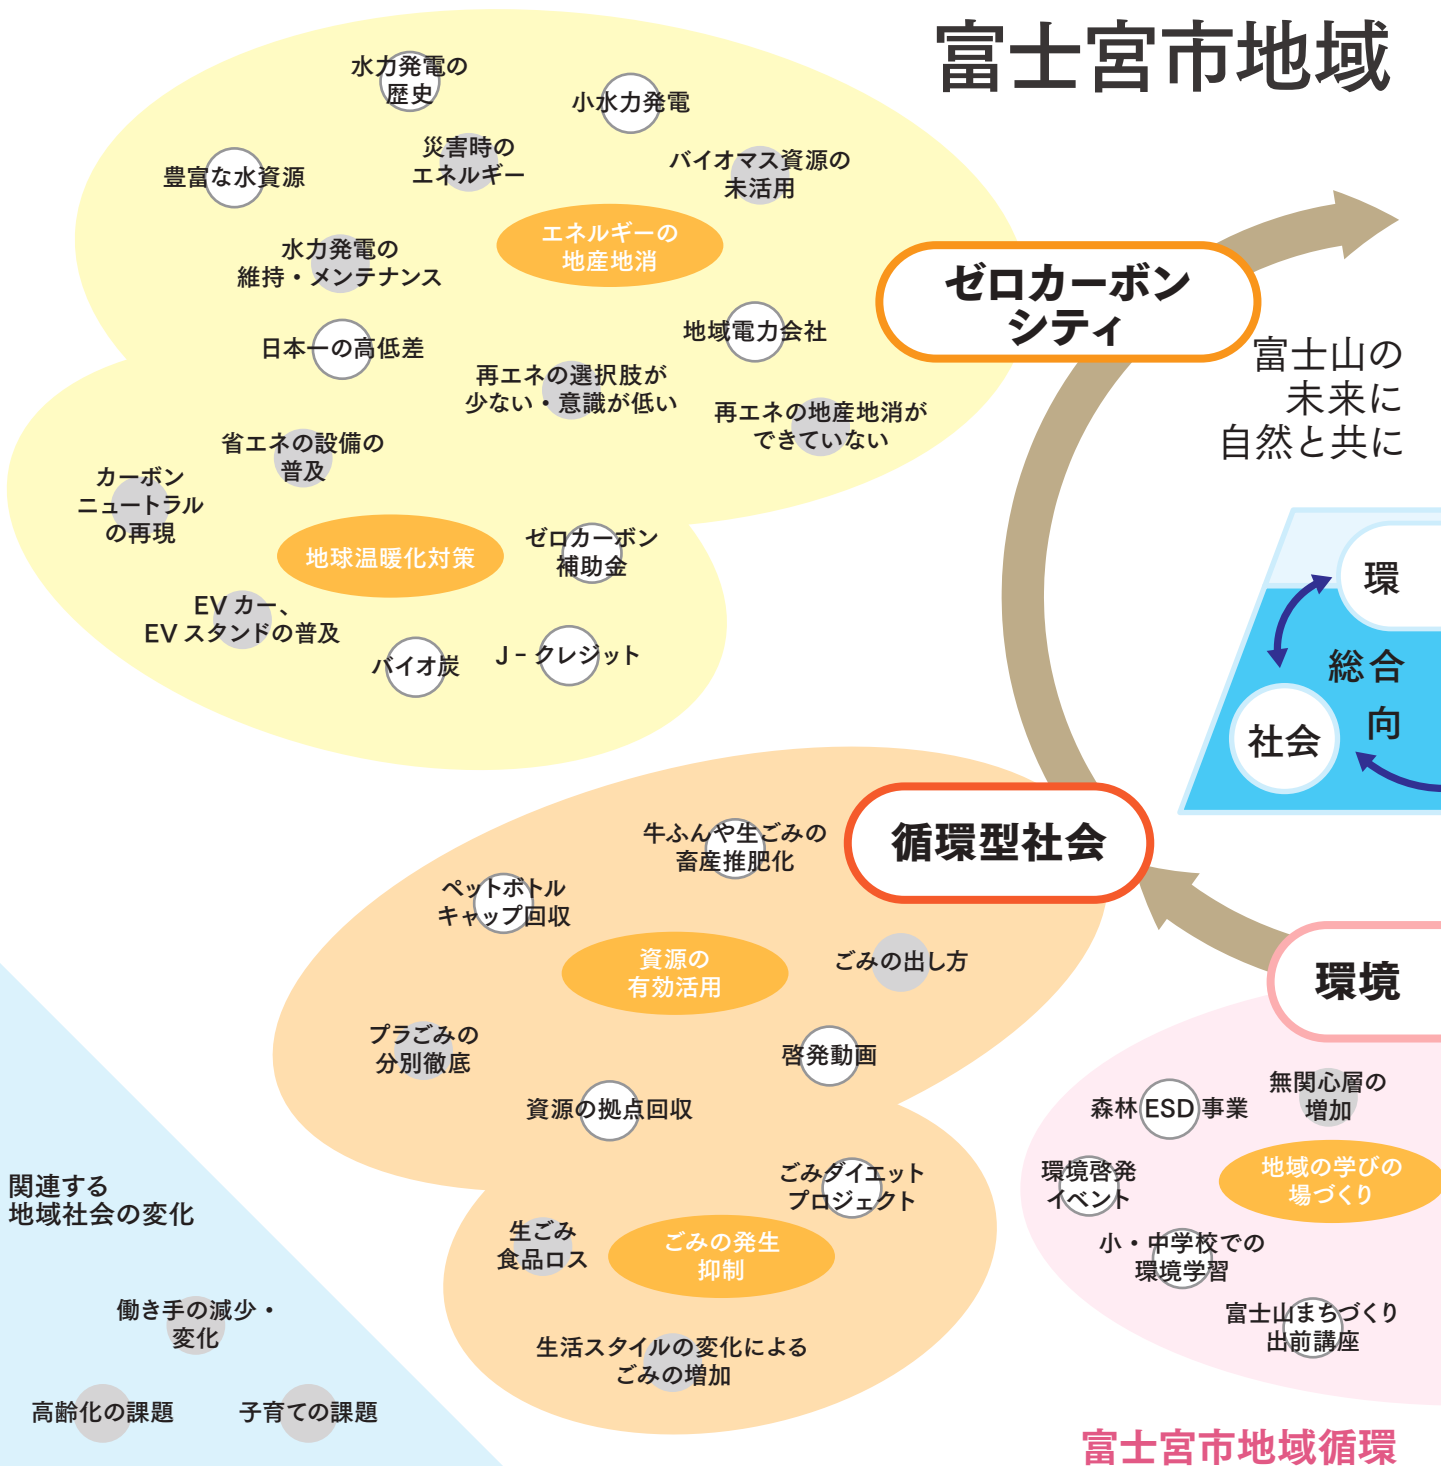 富士宮市地域
水力発電の
歴史
小水力発電
災害時の
エネルギー
バイオマス資源の
未活用
豊富な水資源
エネルギーの
地産地消
水力発電の
維持・メンテナンス
ゼロカーボン
シティ
日本一の高低差
地域電力会社
再エネの選択肢が
少ない・意識が低い
再エネの地産地消が
できていない
富士山の
未来に
自然と共に
省エネの設備の
普及
カーボン
ニュートラル
の再現
地球温暖化対策
ゼロカーボン
補助金
EVカー、
EVスタンドの普及
バイオ炭
J-クレジット
環
総合
向
社会
循環型社会
牛ふんや生ごみの
畜産推肥化
ペットボトル
キャップ回収
資源の
有効活用
ごみの出し方
環境
プラごみの
分別徹底
啓発動画
資源の拠点回収
無関心層の
増加
森林ESD事業
地域の学びの
場づくり
環境啓発
イベント
小・中学校での
環境学習
富士山まちづくり
出前講座
ごみダイエット
プロジェクト
生ごみ
食品ロス
ごみの発生
抑制
生活スタイルの変化による
ごみの増加
関連する
地域社会の変化
働き手の減少・
変化
高齢化の課題
子育ての課題
富士宮市地域循環